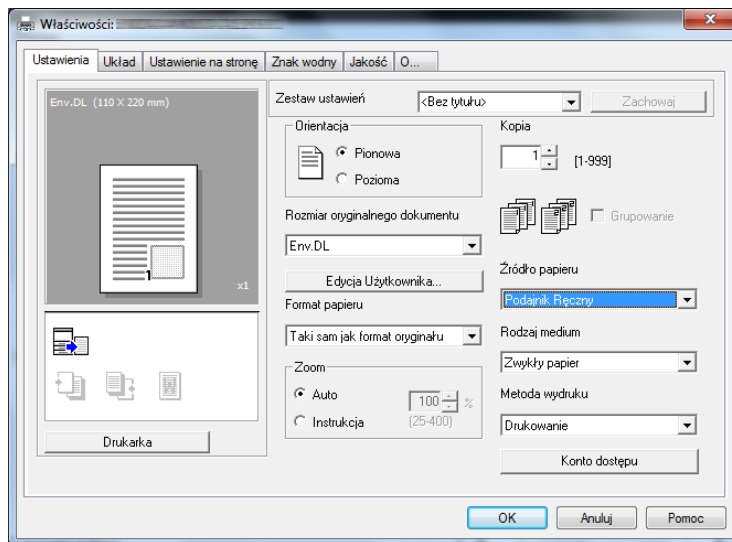 Właściwości:
Ustawienia Układ Ustawienie na stronę Znak wodny Jakość O...
Env.DL (110 X 220 mm)
1
x1
Drukarka
Zestaw ustawień <Bez tytułu> Zachowaj
Orientacja
Pionowa
Pozioma
Rozmiar oryginalnego dokumentu
Env.DL
Edycja Użytkownika...
Format papieru
Taki sam jak format oryginału
Zoom
Auto 100 %
Instrukcja (25-400)
Kopia
1 [1-999]
Grupowanie
Źródło papieru
Podajnik Ręczny
Rodzaj medium
Zwykły papier
Metoda wydruku
Drukowanie
Konto dostępu
OK Anuluj Pomoc